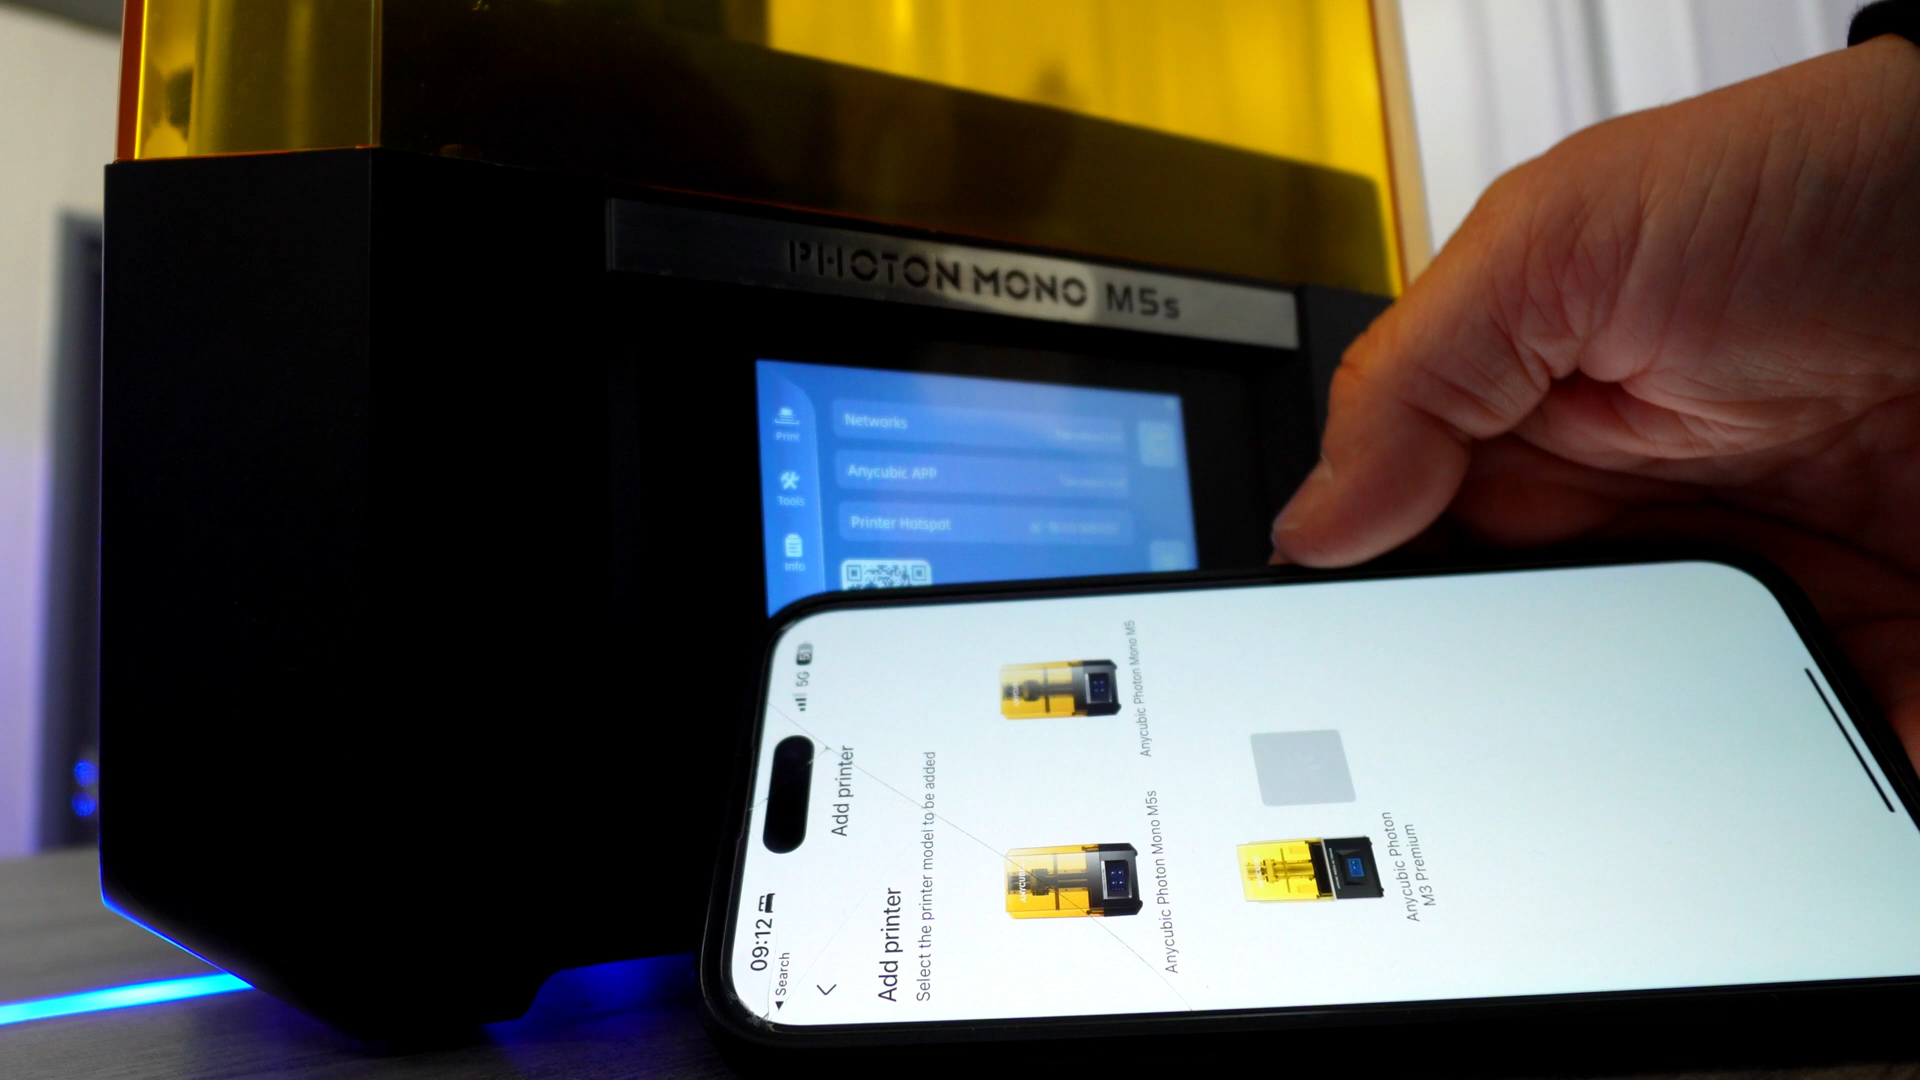 PHOTON MONO M5s
Print
Tools
Info
Networks
Anycubic APP
Printer Hotspot
09:12
5G 51
Search
Add printer
Add printer
Select the printer model to be added
Anycubic Photon Mono M5s
Anycubic Photon Mono M5
Anycubic Photon
M3 Premium